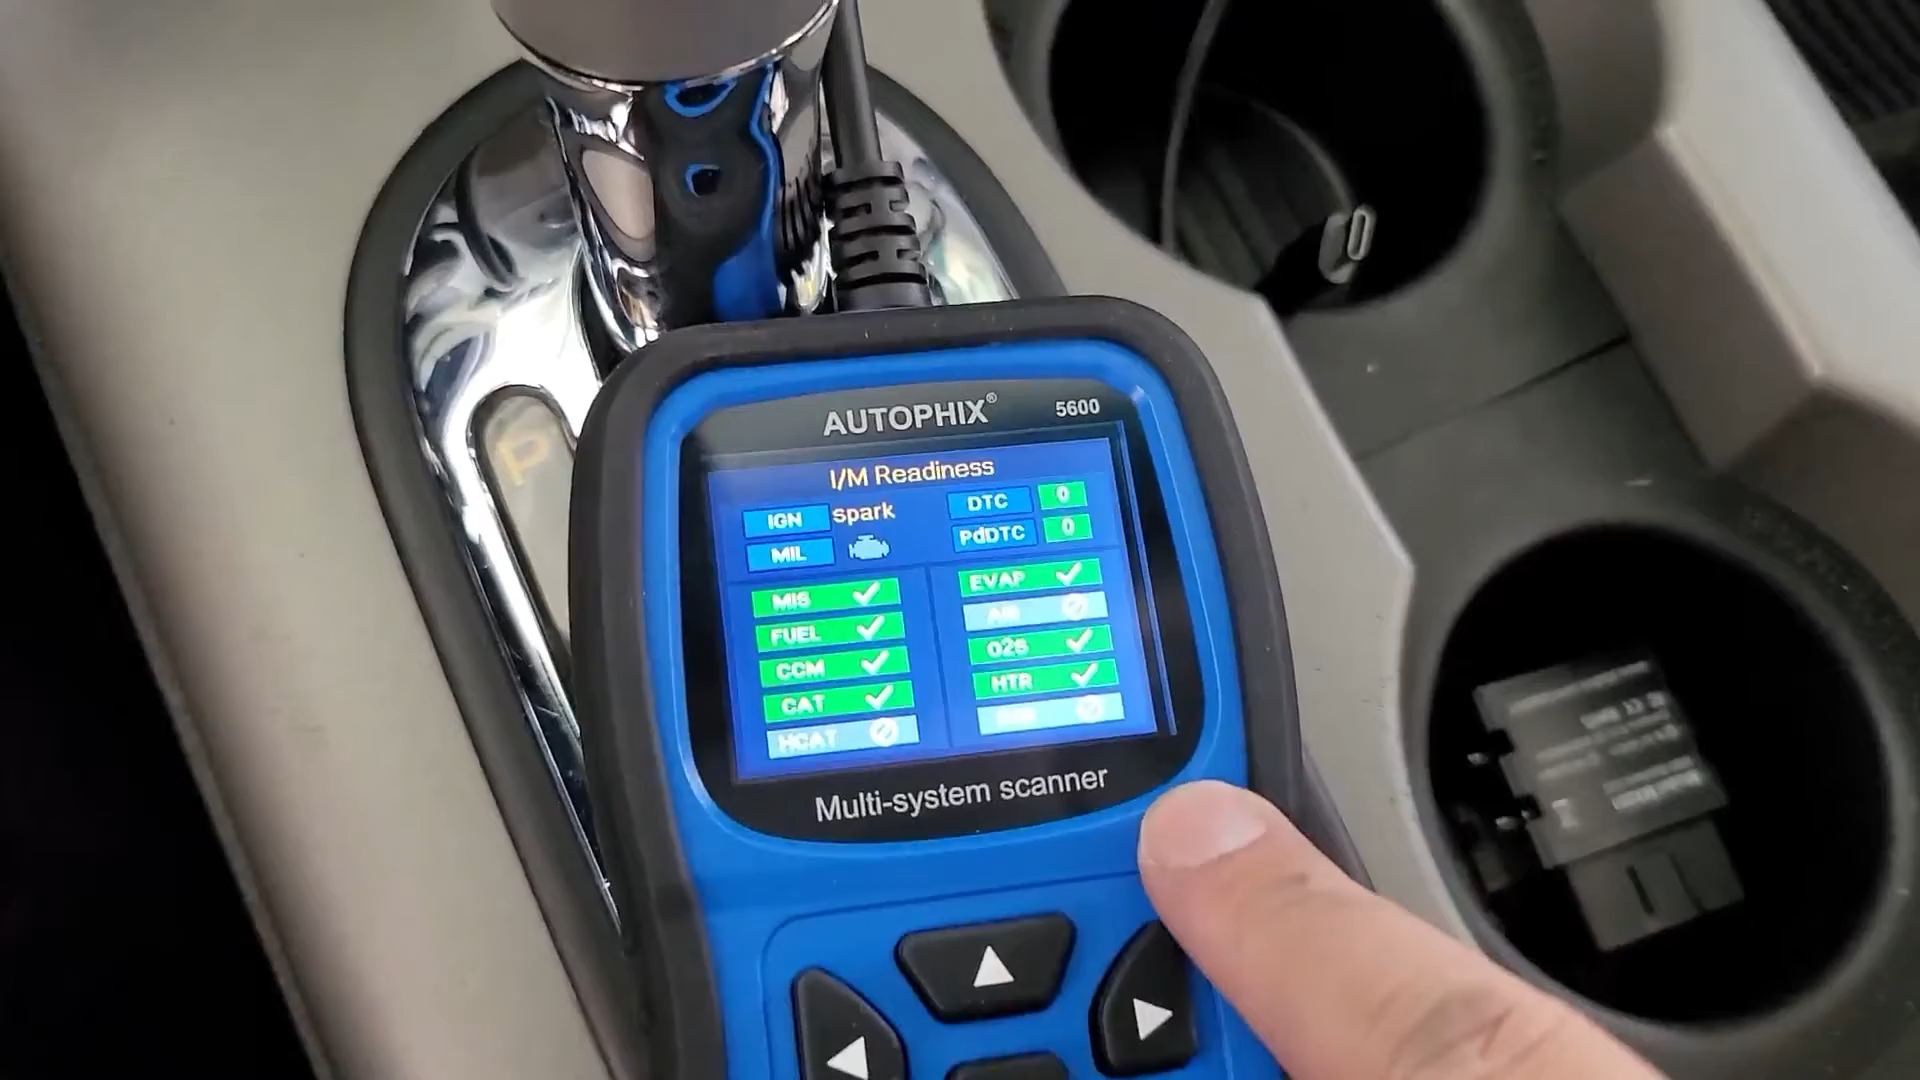 P
AUTOPHIX® 5600
I/M Readiness
IGN spark
MIL
DTC 0
PdDTC 0
MIS
FUEL
CCM
CAT
HCAT
EVAP
AIR
O2S
HTR
Multi-system scanner